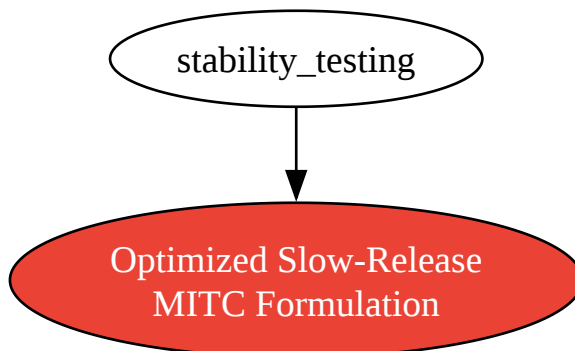 stability_testing
Optimized Slow-Release
MITC Formulation